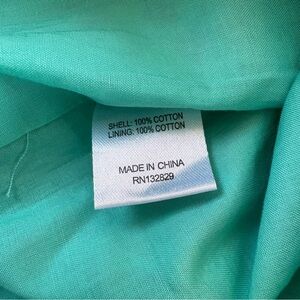 SHELL: 100% COTTON
LINING: 100% COTTON
MADE IN CHINA
RN132829